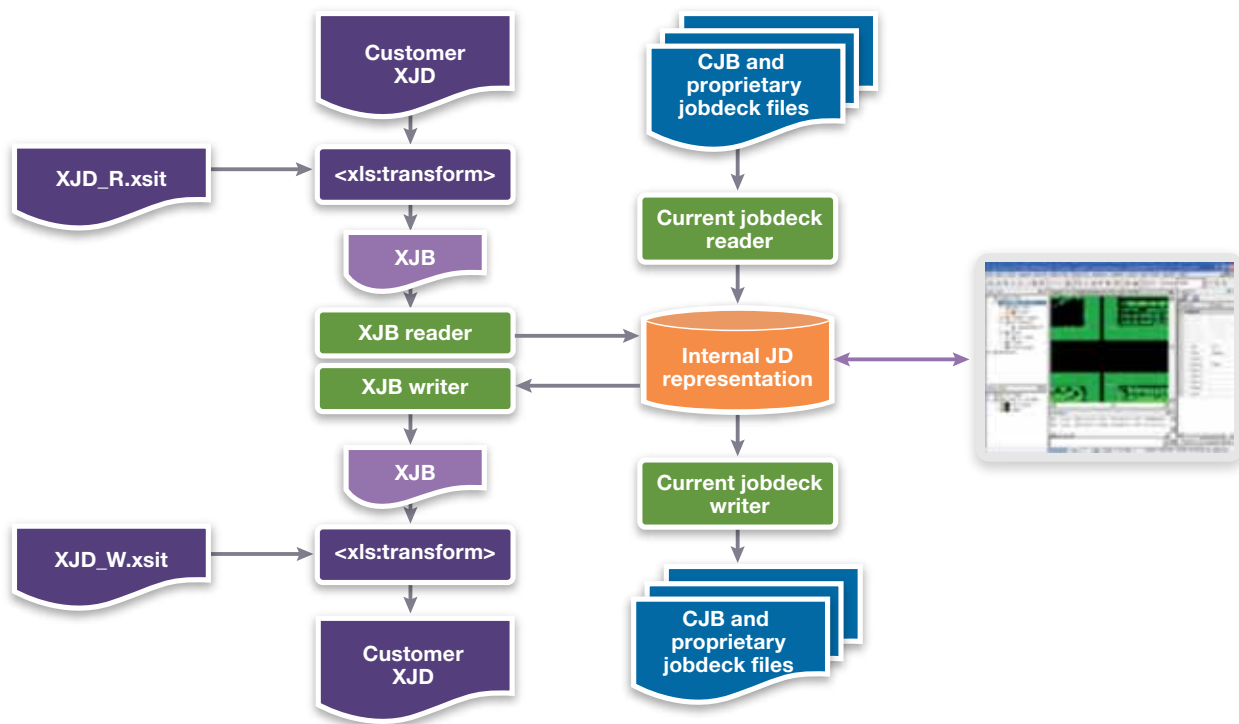 Customer
XJD
CJB and
proprietary
jobdeck files
XJD_R.xsit
<xls:transform>
Current jobdeck
reader
XJB
XJB reader
Internal JD
representation
XJB writer
XJB
Current jobdeck
writer
XJD_W.xsit
<xls:transform>
CJB and
proprietary
jobdeck files
Customer
XJD